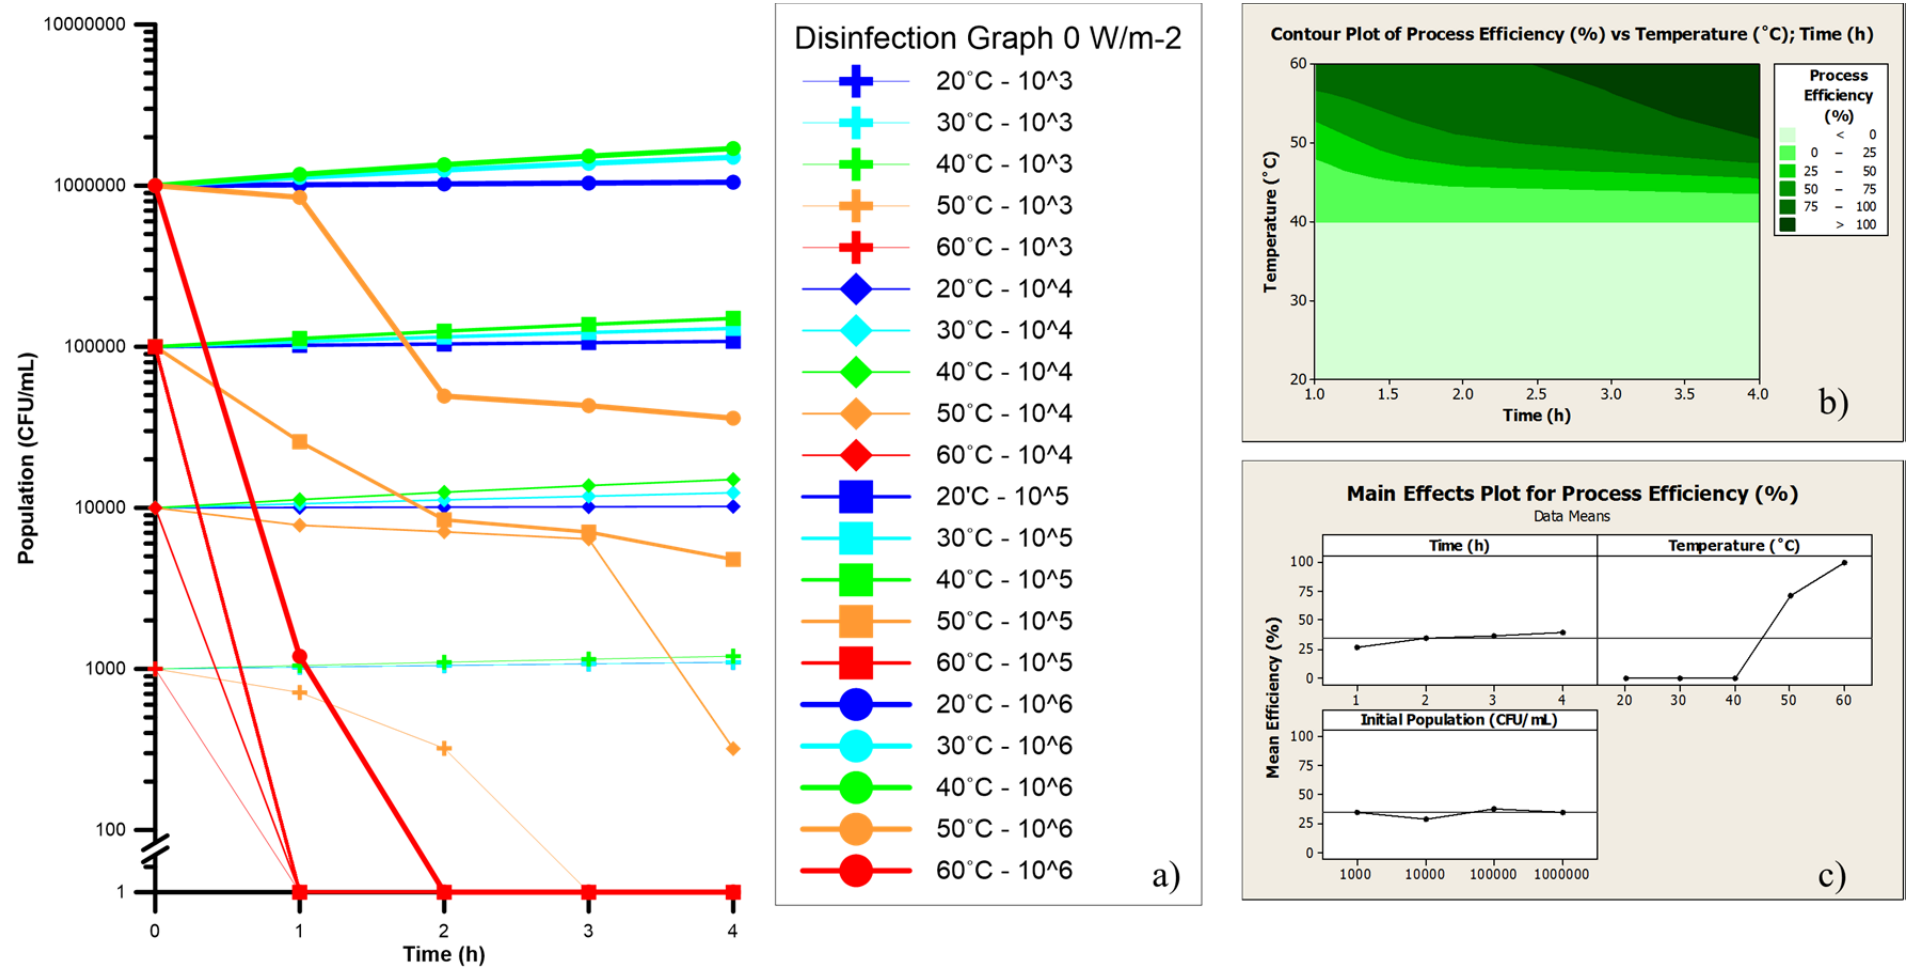 10000000
1000000
100000
10000
1000
100
1
Population (CFU/mL)
0 1 2 3 4
Time (h)
Disinfection Graph 0 W/m-2
20°C - 10^3
30°C - 10^3
40°C - 10^3
50°C - 10^3
60°C - 10^3
20°C - 10^4
30°C - 10^4
40°C - 10^4
50°C - 10^4
60°C - 10^4
20'C - 10^5
30°C - 10^5
40°C - 10^5
50°C - 10^5
60°C - 10^5
20°C - 10^6
30°C - 10^6
40°C - 10^6
50°C - 10^6
60°C - 10^6
a)
Contour Plot of Process Efficiency (%) vs Temperature (°C); Time (h)
60
50
40
30
20
Temperature (°C)
1.0 1.5 2.0 2.5 3.0 3.5 4.0
Time (h)
Process
Efficiency
(%)
< 0
0 – 25
25 – 50
50 – 75
75 – 100
> 100
b)
Main Effects Plot for Process Efficiency (%)
Data Means
Mean Efficiency (%)
Time (h) Temperature (°C)
100
75
50
25
0
1 2 3 4 20 30 40 50 60
Initial Population (CFU/mL)
100
75
50
25
0
1000 10000 100000 1000000
c)